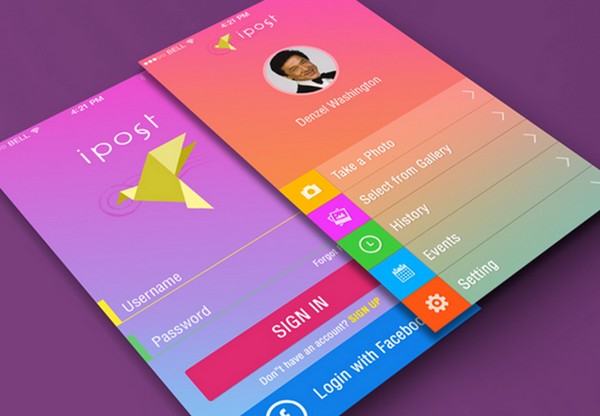 BELL
4:21 PM
ipost
Username
Password
Forgot
SIGN IN
Don"t have an account? SIGN UP
Login with Facebook
BELL
4:21 PM
ipost
Denzel Washington
Take a Photo
Select from Gallery
History
Events
Setting